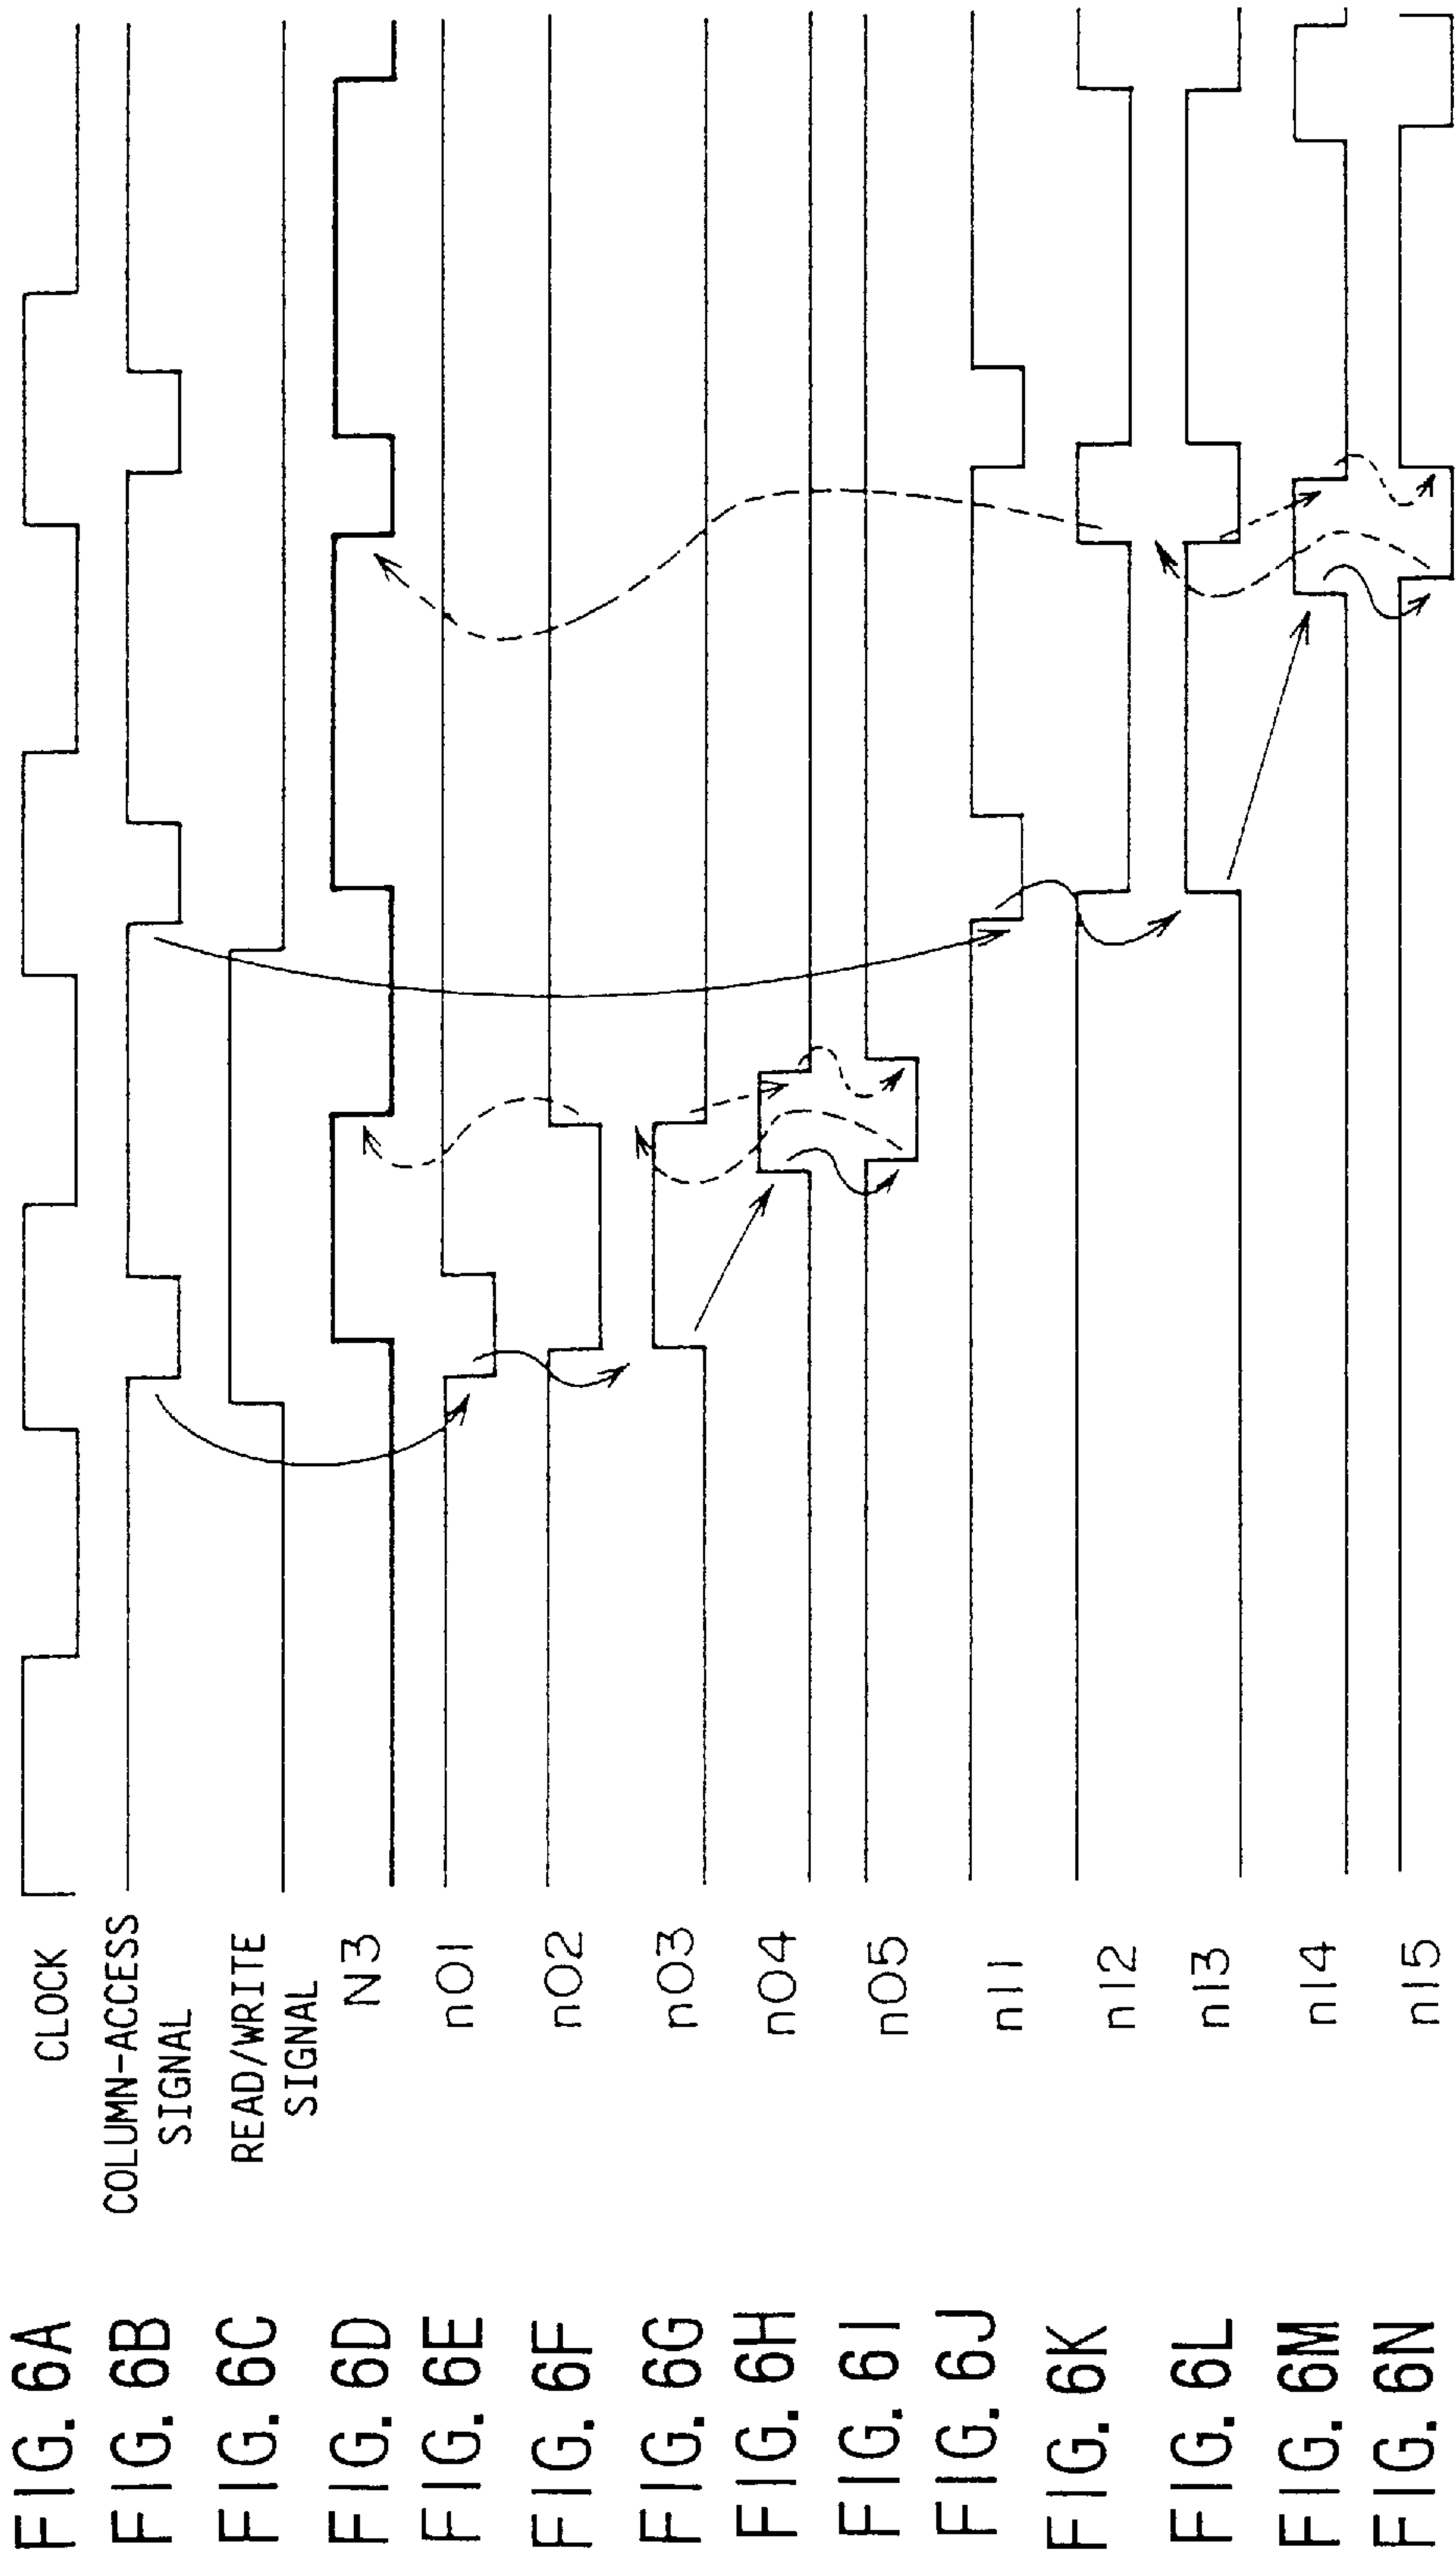 FIG. 6A
CLOCK
FIG. 6B
COLUMN-ACCESS
SIGNAL
FIG. 6C
READ/WRITE
SIGNAL
FIG. 6D
N3
FIG. 6E
n01
FIG. 6F
n02
FIG. 6G
n03
FIG. 6H
n04
FIG. 6I
n05
FIG. 6J
n11
FIG. 6K
n12
FIG. 6L
n13
FIG. 6M
n14
FIG. 6N
n15